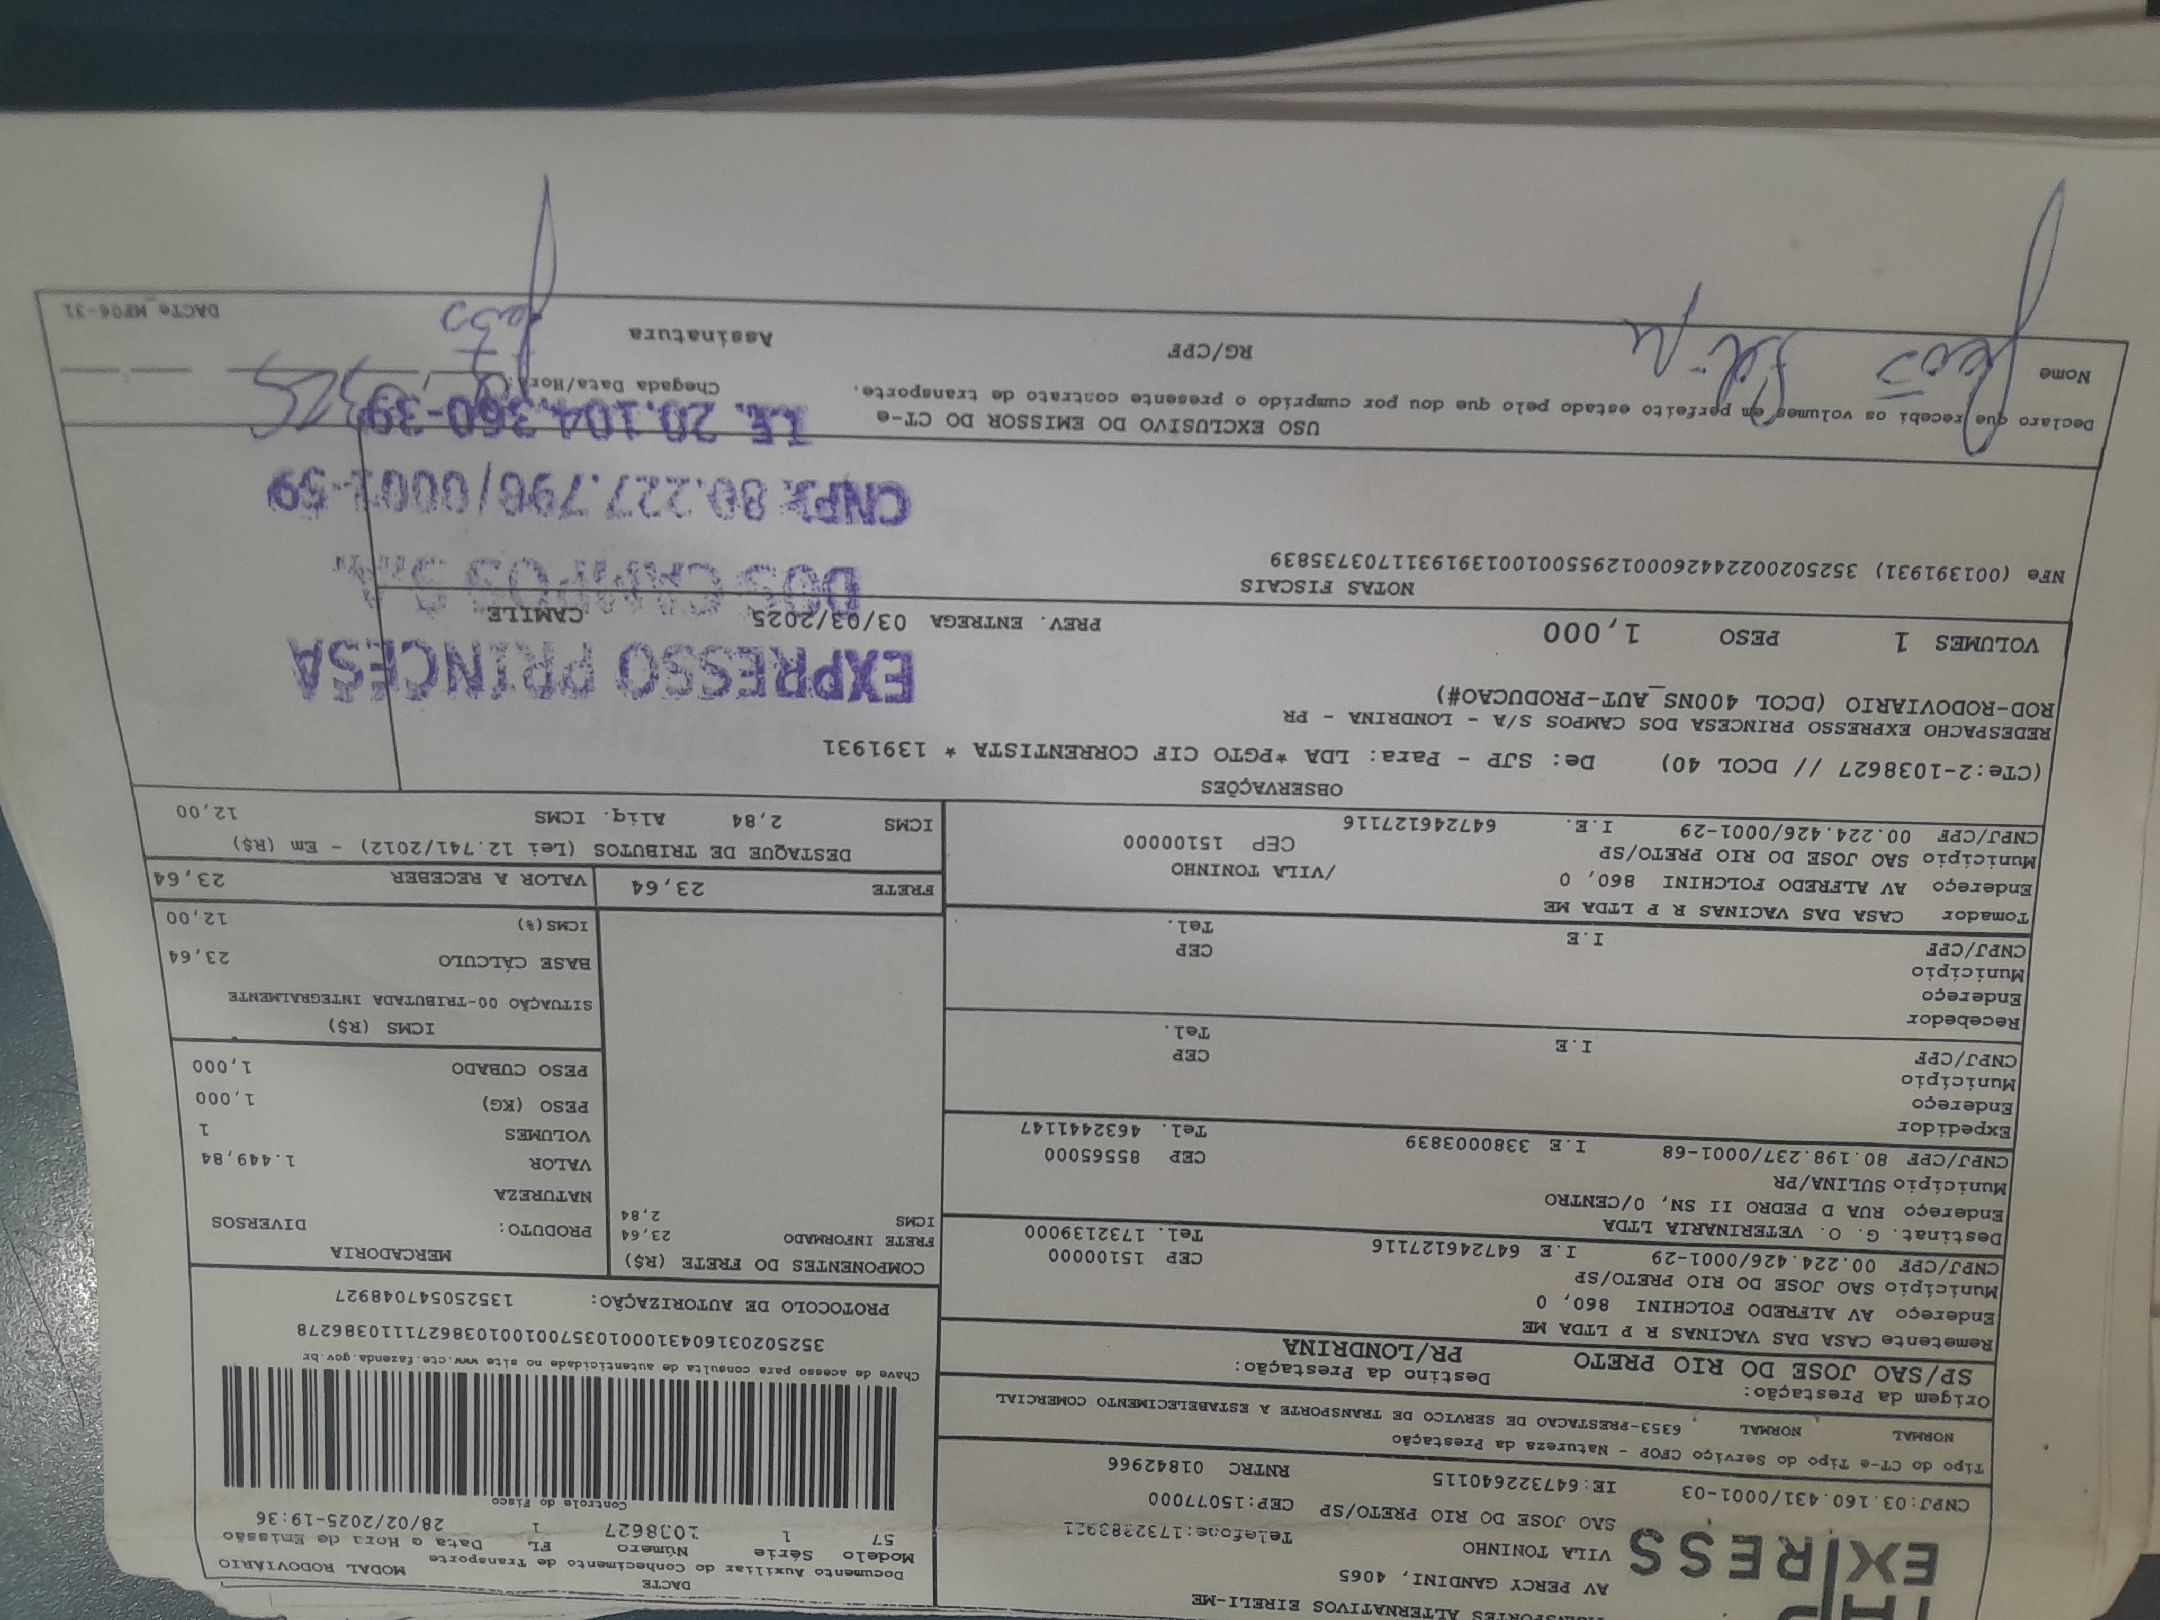 TRANSPORTES ALTERNATIVOS EIRELI-ME
AV PERCY GANDINI, 4065
EXPRESS
VILA TONINHO
SAO JOSE DO RIO PRETO/SP CEP:15077000
CNPJ:03.160.431/0001-03 IE:647322640115 RNTRC 01842966
DACTE
Documento Auxiliar do Conhecimento de Transporte MODAL RODOVIÁRIO
Modelo Série Número FL Data e Hora de Emissão
57 1 1038627 1 28/02/2025-19:36
Controle do Fisco
Chave de acesso para consulta de autenticidade no site www.cte.fazenda.gov.br
PROTOCOLO DE AUTORIZAÇÃO: 135250547048927
Tipo do CT-e Tipo do Serviço CFOP - Natureza da Prestação
NORMAL NORMAL 6353-PRESTACAO DE SERVICO DE TRANSPORTE A ESTABELECIMENTO COMERCIAL
Origem da Prestação: Destino da Prestação:
SP/SAO JOSE DO RIO PRETO PR/LONDRINA
Remetente CASA DAS VACINAS R P LTDA ME
Endereço AV ALFREDO FOLCHINI 860, 0
Município SAO JOSE DO RIO PRETO/SP CEP 15100000
CNPJ/CPF 00.224.426/0001-29 I.E 647246127116 Tel. 1732139000
Destinat. G. O. VETERINARIA LTDA
Endereço RUA D PEDRO II SN, 0/CENTRO
Município SULINA/PR CEP 85565000
CNPJ/CPF 80.198.237/0001-68 I.E 3380003839 Tel. 4632441147
Expedidor
Endereço
Município CEP
CNPJ/CPF I.E Tel.
Recebedor
Endereço
Município CEP
CNPJ/CPF I.E Tel.
Tomador CASA DAS VACINAS R P LTDA ME
Endereço AV ALFREDO FOLCHINI 860, 0 /VILA TONINHO
Município SAO JOSE DO RIO PRETO/SP CEP 15100000
CNPJ/CPF 00.224.426/0001-29 I.E. 647246127116
COMPONENTES DO FRETE (R$)
FRETE INFORMADO 23,64
ICMS 2,84
MERCADORIA
PRODUTO: DIVERSOS
NATUREZA
VALOR 1.449,84
VOLUMES 1
PESO (KG) 1,000
PESO CUBADO 1,000
ICMS (R$)
SITUAÇÃO 00-TRIBUTADA INTEGRALMENTE
BASE CÁLCULO 23,64
ICMS(%) 12,00
FRETE 23,64 VALOR A RECEBER 23,64
DESTAQUE DE TRIBUTOS (Lei 12.741/2012) - Em (R$)
ICMS 2,84 Aliq. ICMS 12,00
OBSERVAÇÕES
(CTe:2-1038627 // DCOL 40) De: SJP - Para: LDA *PGTO CIF CORRENTISTA * 1391931
REDESPACHO EXPRESSO PRINCESA DOS CAMPOS S/A - LONDRINA - PR
ROD-RODOVIARIO (DCOL 400NS_AUT-PRODUCAO#)
VOLUMES 1 PESO 1,000 PREV. ENTREGA 03/03/2025 CAMILE
EXPRESSO PRINCESA
DOS CAMPOS S/A
CNPJ: 80.227.796/0001-59
I.E. 20.104.360-39
NOTAS FISCAIS
NFe (001391931) 35250200224426000129550010013919311703735839
USO EXCLUSIVO DO EMISSOR DO CT-e
Declaro que recebi os volumes em perfeito estado pelo que dou por cumprido o presente contrato de transporte.
Chegada Data/Hora
Nome RG/CPF Assinatura
DACTe_MF06-31